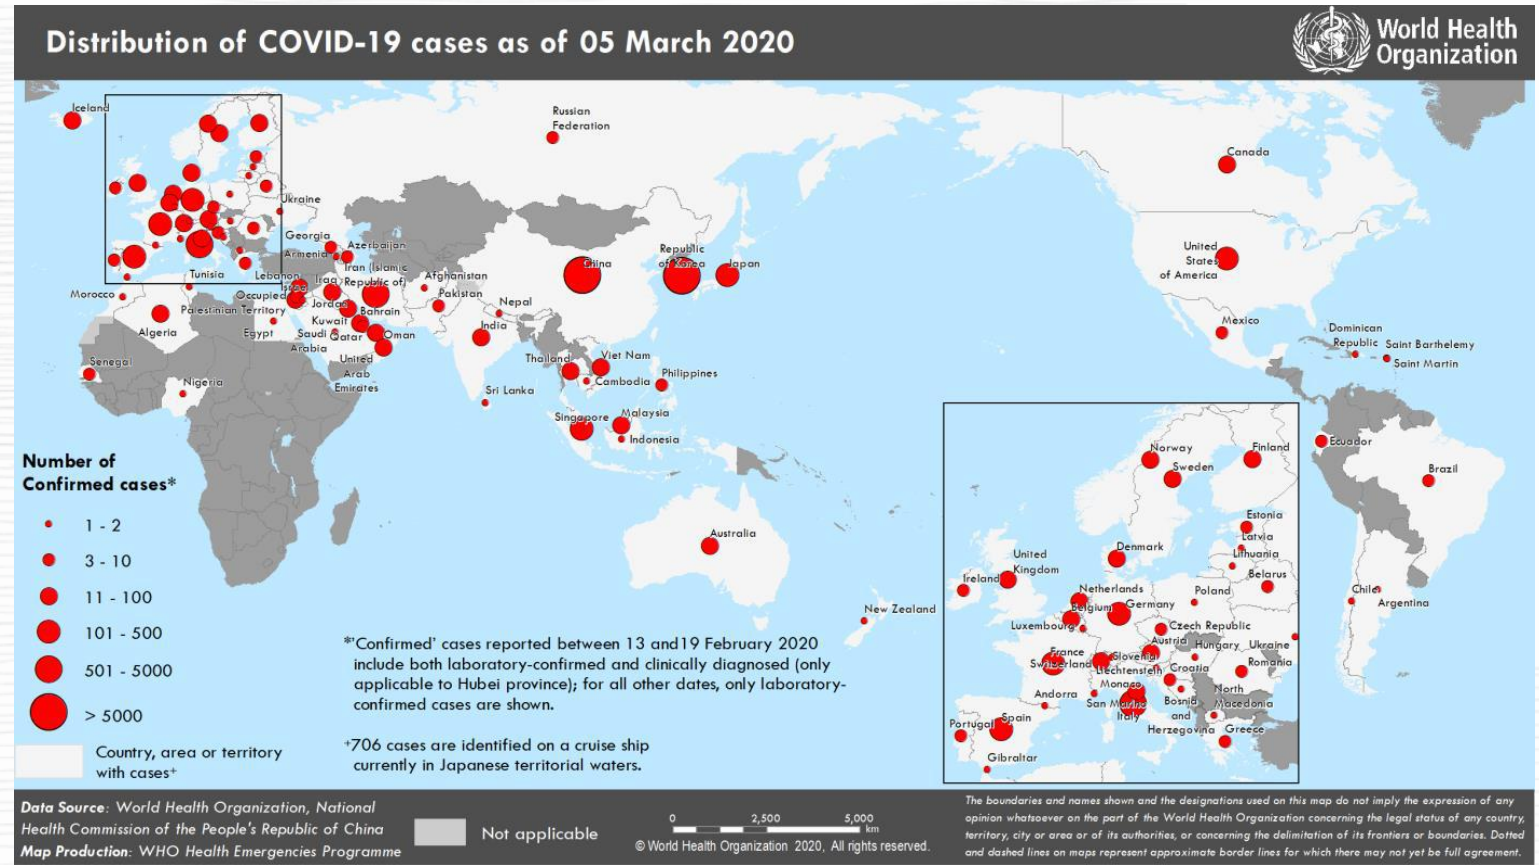 Distribution of COVID-19 cases as of 05 March 2020
World Health
Organization
Iceland
Russian
Federation
Canada
Ukraine
Georgia
Azerbaijan
Armenia
Tunisia
Lebanon
Iran (Islamic
Republic of)
Iraq
Israel
Afghanistan
Republic
of Korea
China
Japan
United
States
of America
Morocco
Occupied
Palestinian Territory
Jordan
Pakistan
Nepal
Bahrain
Algeria
Egypt
Kuwait
Saudi
Arabia
Qatar
Oman
India
Mexico
Dominican
Republic
Saint Barthelemy
Saint Martin
Senegal
United
Arab
Emirates
Thailand
Viet Nam
Cambodia
Philippines
Nigeria
Sri Lanka
Singapore
Malaysia
Indonesia
Ecuador
Brazil
Australia
New Zealand
Chile
Argentina
Number of
Confirmed cases*
1 - 2
3 - 10
11 - 100
101 - 500
501 - 5000
> 5000
Country, area or territory
with cases+
*'Confirmed' cases reported between 13 and19 February 2020
include both laboratory-confirmed and clinically diagnosed (only
applicable to Hubei province); for all other dates, only laboratory-
confirmed cases are shown.
+706 cases are identified on a cruise ship
currently in Japanese territorial waters.
Norway
Finland
Sweden
Estonia
Latvia
Lithuania
Denmark
United
Kingdom
Ireland
Belarus
Netherlands
Poland
Belgium
Germany
Luxembourg
Czech Republic
Austria
Hungary
Ukraine
France
Slovenia
Switzerland
Liechtenstein
Croatia
Romania
Monaco
Andorra
San Marino
Bosnia
and
Herzegovina
North
Macedonia
Italy
Portugal
Spain
Greece
Gibraltar
Data Source: World Health Organization, National
Health Commission of the People's Republic of China
Map Production: WHO Health Emergencies Programme
Not applicable
0 2,500 5,000
km
© World Health Organization 2020, All rights reserved.
The boundaries and names shown and the designations used on this map do not imply the expression of any
opinion whatsoever on the part of the World Health Organization concerning the legal status of any country,
territory, city or area or of its authorities, or concerning the delimitation of its frontiers or boundaries. Dotted
and dashed lines on maps represent approximate border lines for which there may not yet be full agreement.